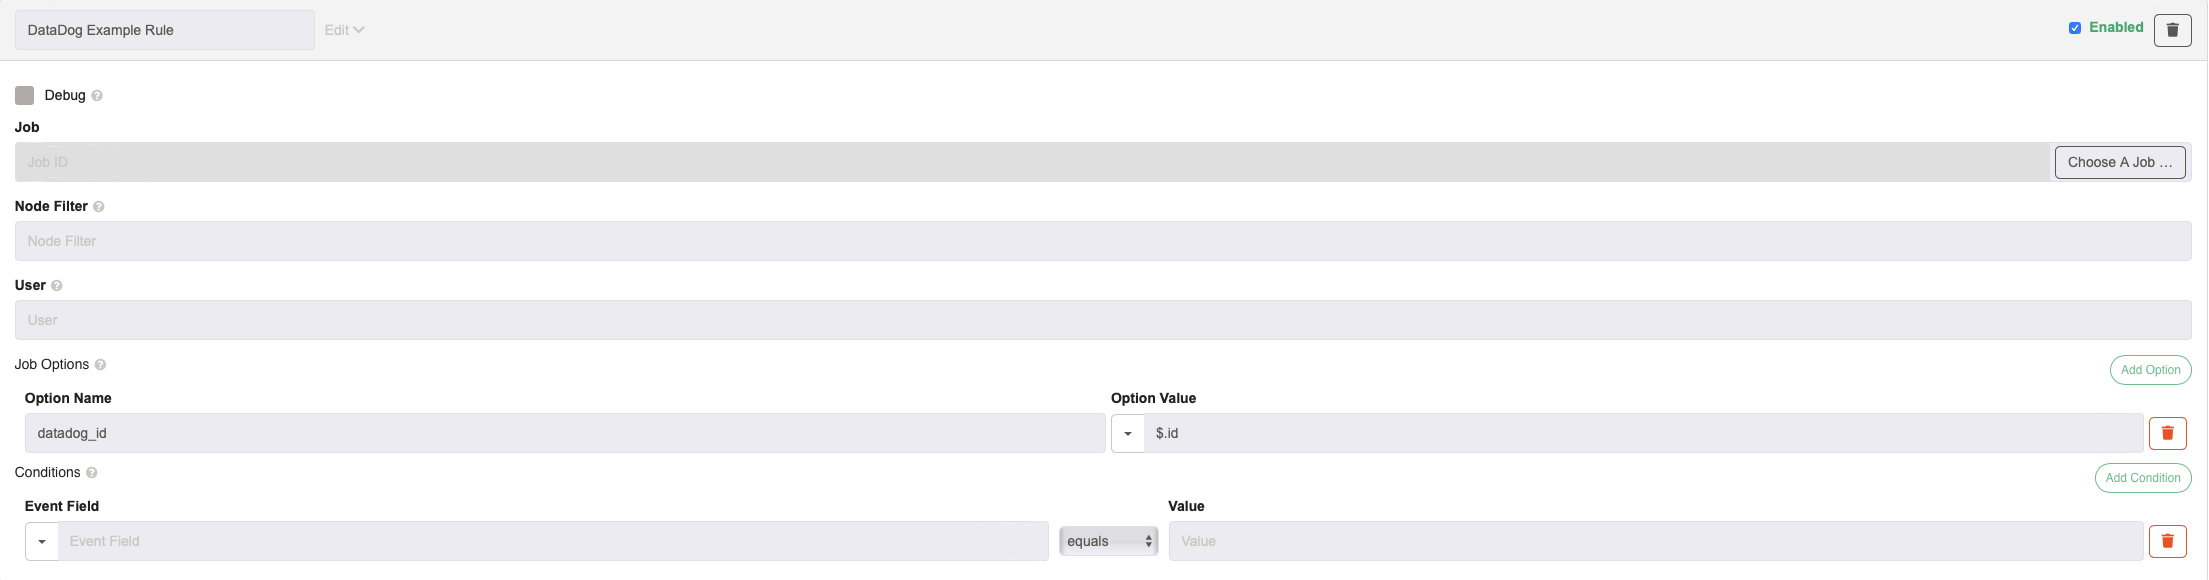 DataDog Example Rule Edit Enabled
Debug
Job
Job ID Choose A Job ...
Node Filter
Node Filter
User
User
Job Options Add Option
Option Name Option Value
datadog_id $.id
Conditions Add Condition
Event Field Value
Event Field equals Value